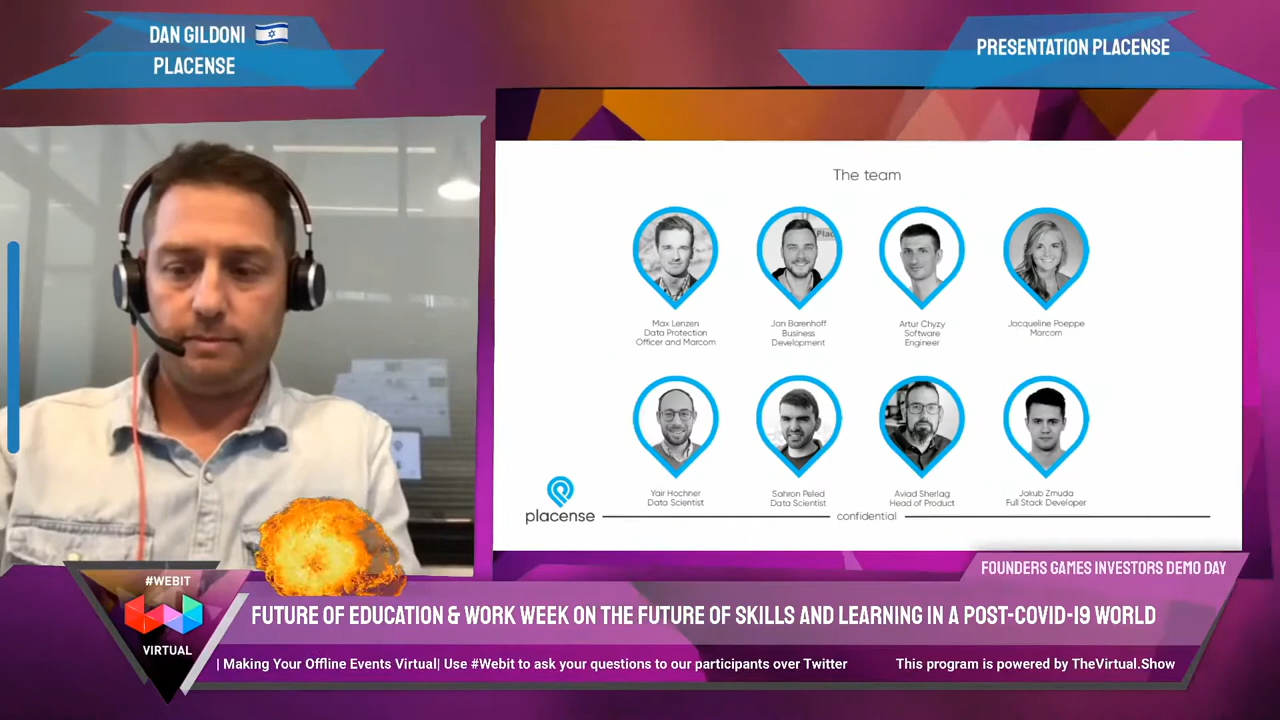 DAN GILDONI
PLACENSE
PRESENTATION PLACENSE
The team
Max Lenzen
Data Protection
Officer and Marcom
Jan Barenhoff
Business
Development
Artur Chyzy
Software
Engineer
Jacqueline Poeppe
Marcom
Yair Hochner
Data Scientist
Sahron Peled
Data Scientist
Aviad Sherlag
Head of Product
Jakub Zmuda
Full Stack Developer
placense
confidential
FOUNDERS GAMES INVESTORS DEMO DAY
#WEBIT
VIRTUAL
FUTURE OF EDUCATION & WORK WEEK ON THE FUTURE OF SKILLS AND LEARNING IN A POST-COVID-19 WORLD
| Making Your Offline Events Virtual| Use #Webit to ask your questions to our participants over Twitter This program is powered by TheVirtual.Show